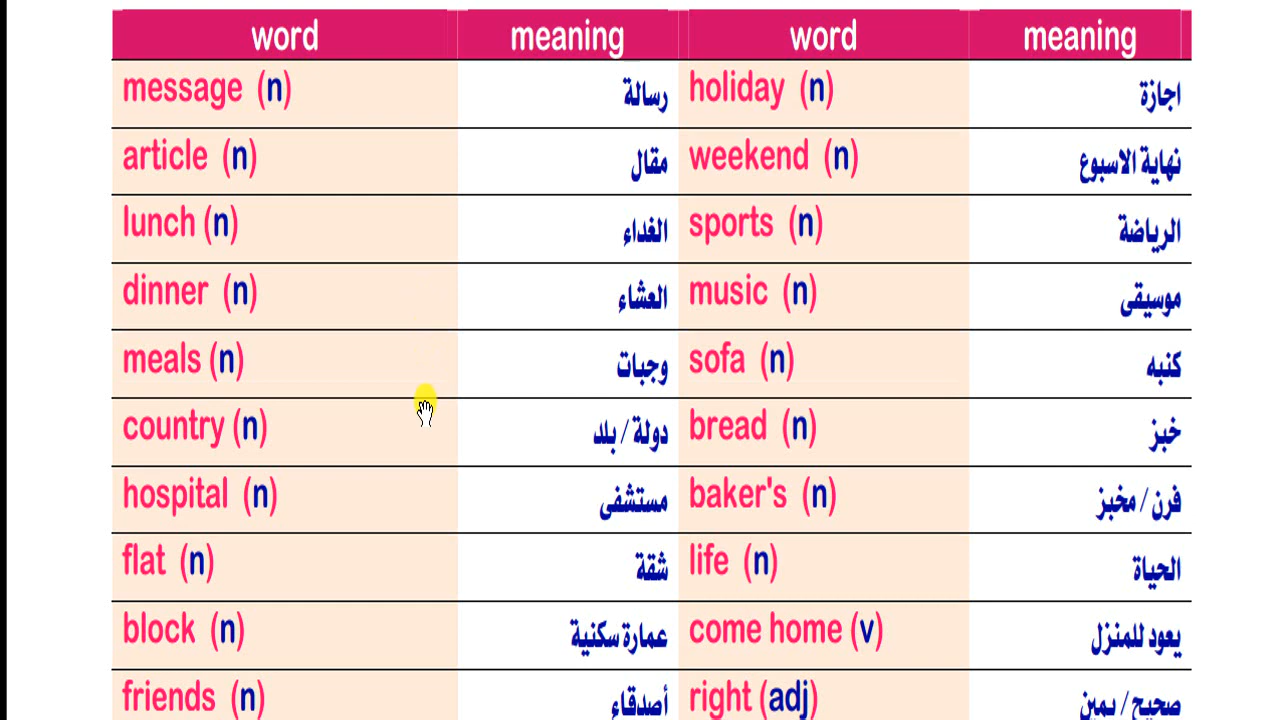 word meaning word meaning
message (n) رسالة holiday (n) اجازة
article (n) مقال weekend (n) نهاية الاسبوع
lunch (n) الغداء sports (n) الرياضة
dinner (n) العشاء music (n) موسيقى
meals (n) وجبات sofa (n) كنبه
country (n) دولة / بلد bread (n) خبز
hospital (n) مستشفى baker's (n) فرن / مخبز
flat (n) شقة life (n) الحياة
block (n) عمارة سكنية come home (v) يعود للمنزل
friends (n) أصدقاء right (adj) صحيح / يمين